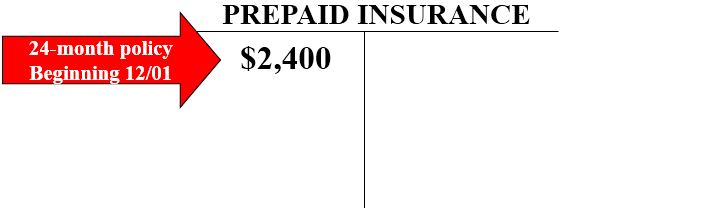 PREPAID INSURANCE
24-month policy
Beginning 12/01
$2,400